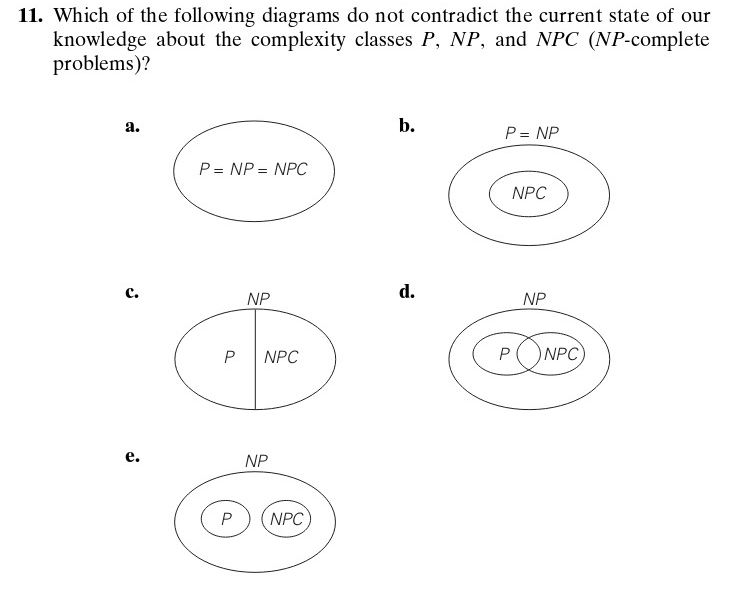 11. Which of the following diagrams do not contradict the current state of our
knowledge about the complexity classes P, NP, and NPC (NP-complete
problems)?
a.
P = NP = NPC
b.
P = NP
NPC
c.
NP
P NPC
d.
NP
P NPC
e.
NP
P NPC